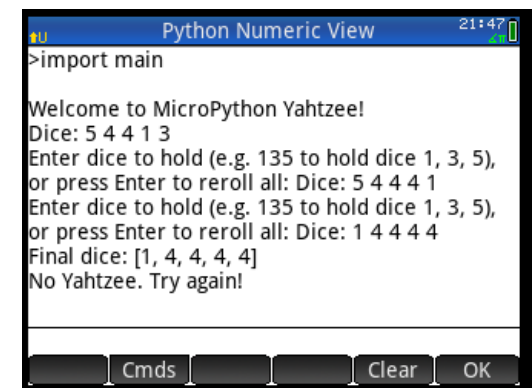 ↑U Python Numeric View 21:47
∠π
>import main
Welcome to MicroPython Yahtzee!
Dice: 5 4 4 1 3
Enter dice to hold (e.g. 135 to hold dice 1, 3, 5),
or press Enter to reroll all: Dice: 5 4 4 4 1
Enter dice to hold (e.g. 135 to hold dice 1, 3, 5),
or press Enter to reroll all: Dice: 1 4 4 4 4
Final dice: [1, 4, 4, 4, 4]
No Yahtzee. Try again!
Cmds Clear OK